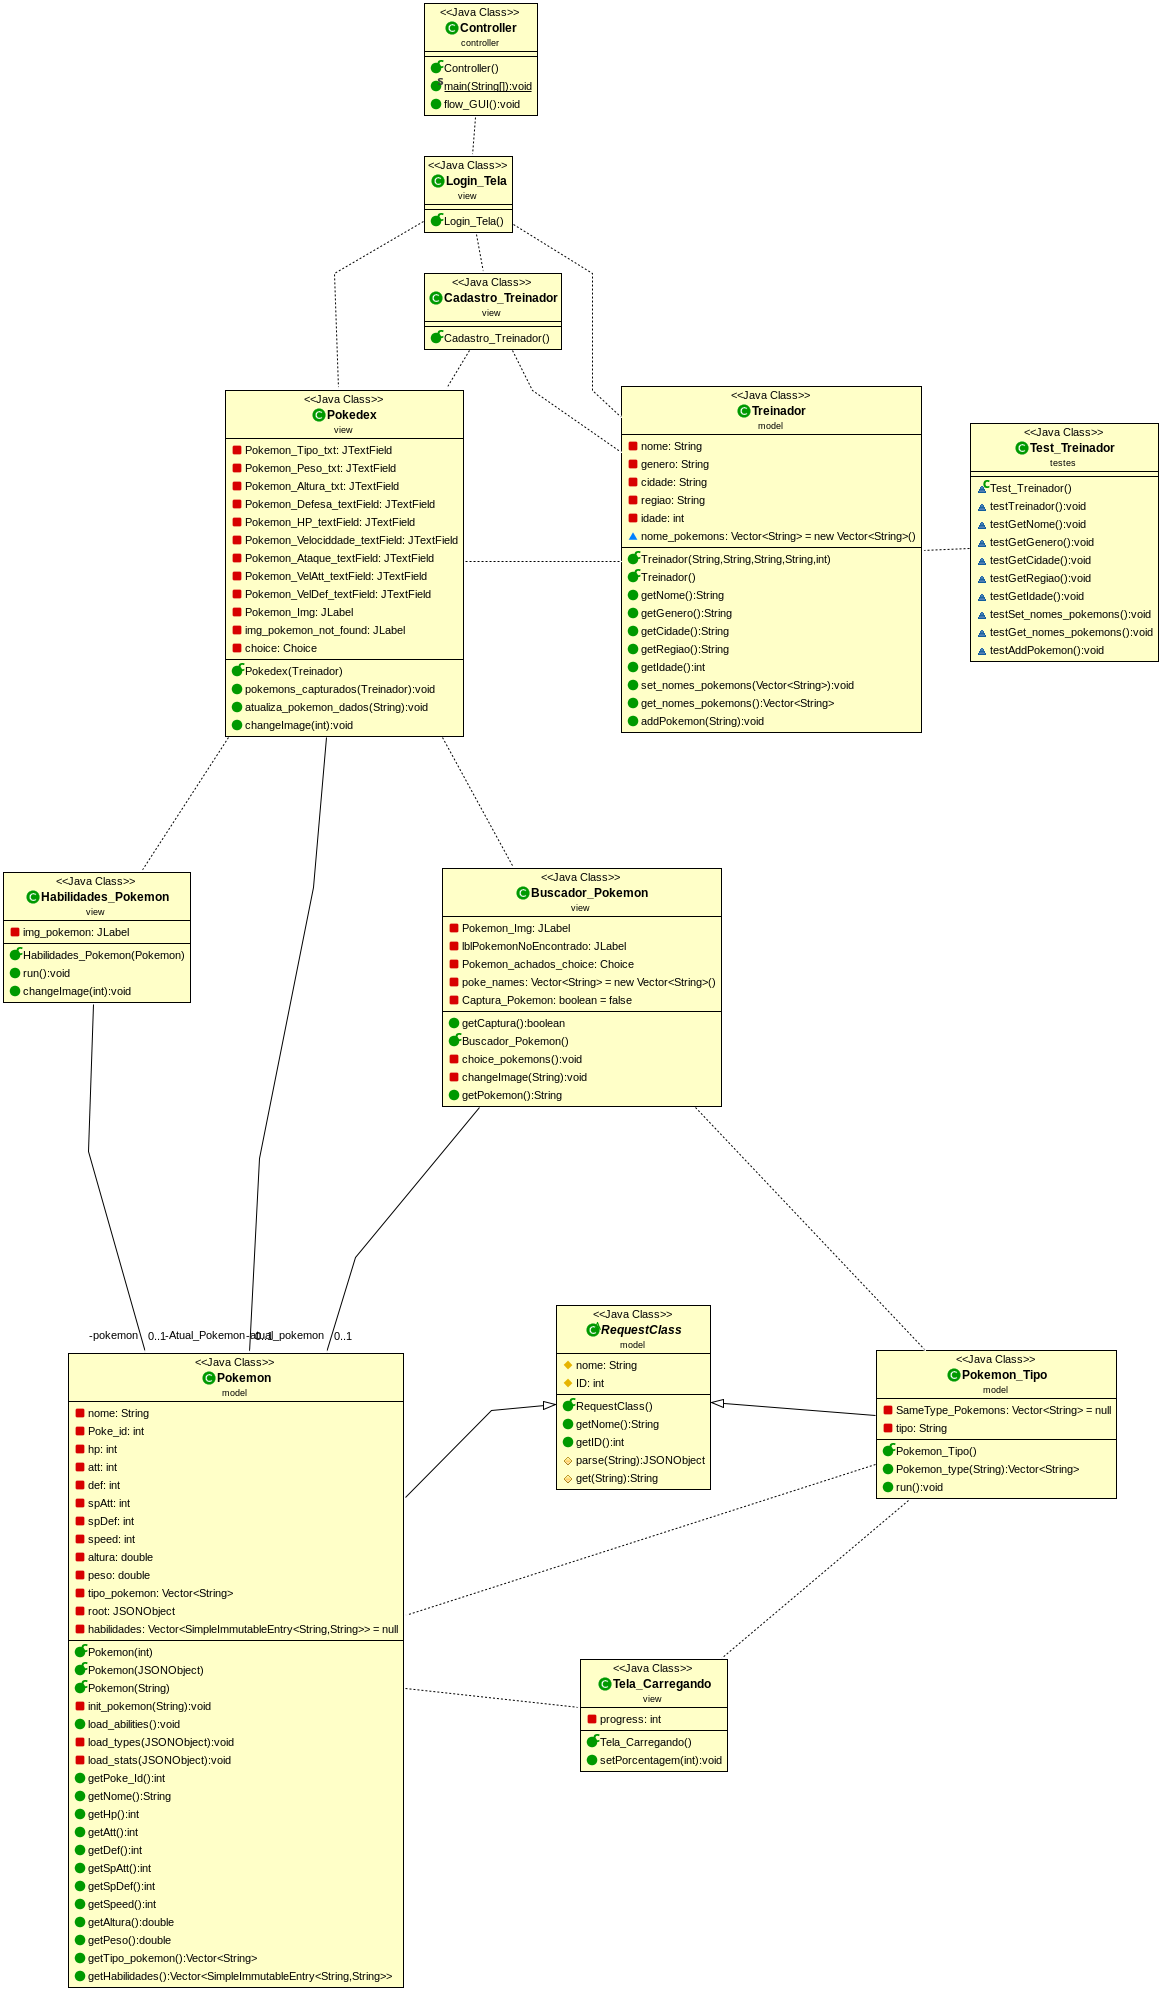 <<Java Class>>
Controller
controller
Controller()
main(String[]):void
flow_GUI():void
<<Java Class>>
Login_Tela
view
Login_Tela()
<<Java Class>>
Cadastro_Treinador
view
Cadastro_Treinador()
<<Java Class>>
Pokedex
view
Pokemon_Tipo_txt: JTextField
Pokemon_Peso_txt: JTextField
Pokemon_Altura_txt: JTextField
Pokemon_Defesa_textField: JTextField
Pokemon_HP_textField: JTextField
Pokemon_Velociddade_textField: JTextField
Pokemon_Ataque_textField: JTextField
Pokemon_VelAtt_textField: JTextField
Pokemon_VelDef_textField: JTextField
Pokemon_Img: JLabel
img_pokemon_not_found: JLabel
choice: Choice
Pokedex(Treinador)
pokemons_capturados(Treinador):void
atualiza_pokemon_dados(String):void
changeImage(int):void
<<Java Class>>
Treinador
model
nome: String
genero: String
cidade: String
regiao: String
idade: int
nome_pokemons: Vector<String> = new Vector<String>()
Treinador(String,String,String,String,int)
Treinador()
getNome():String
getGenero():String
getCidade():String
getRegiao():String
getIdade():int
set_nomes_pokemons(Vector<String>):void
get_nomes_pokemons():Vector<String>
addPokemon(String):void
<<Java Class>>
Test_Treinador
testes
Test_Treinador()
testTreinador():void
testGetNome():void
testGetGenero():void
testGetCidade():void
testGetRegiao():void
testGetIdade():void
testSet_nomes_pokemons():void
testGet_nomes_pokemons():void
testAddPokemon():void
<<Java Class>>
Habilidades_Pokemon
view
img_pokemon: JLabel
Habilidades_Pokemon(Pokemon)
run():void
changeImage(int):void
<<Java Class>>
Buscador_Pokemon
view
Pokemon_Img: JLabel
lblPokemonNoEncontrado: JLabel
Pokemon_achados_choice: Choice
poke_names: Vector<String> = new Vector<String>()
Captura_Pokemon: boolean = false
getCaptura():boolean
Buscador_Pokemon()
choice_pokemons():void
changeImage(String):void
getPokemon():String
-pokemon 0..1
-Atual_Pokemon 0..1
-atual_pokemon 0..1
<<Java Class>>
Pokemon
model
nome: String
Poke_id: int
hp: int
att: int
def: int
spAtt: int
spDef: int
speed: int
altura: double
peso: double
tipo_pokemon: Vector<String>
root: JSONObject
habilidades: Vector<SimpleImmutableEntry<String,String>> = null
Pokemon(int)
Pokemon(JSONObject)
Pokemon(String)
init_pokemon(String):void
load_abilities():void
load_types(JSONObject):void
load_stats(JSONObject):void
getPoke_Id():int
getNome():String
getHp():int
getAtt():int
getDef():int
getSpAtt():int
getSpDef():int
getSpeed():int
getAltura():double
getPeso():double
getTipo_pokemon():Vector<String>
getHabilidades():Vector<SimpleImmutableEntry<String,String>>
<<Java Class>>
RequestClass
model
nome: String
ID: int
RequestClass()
getNome():String
getID():int
parse(String):JSONObject
get(String):String
<<Java Class>>
Pokemon_Tipo
model
SameType_Pokemons: Vector<String> = null
tipo: String
Pokemon_Tipo()
Pokemon_type(String):Vector<String>
run():void
<<Java Class>>
Tela_Carregando
view
progress: int
Tela_Carregando()
setPorcentagem(int):void